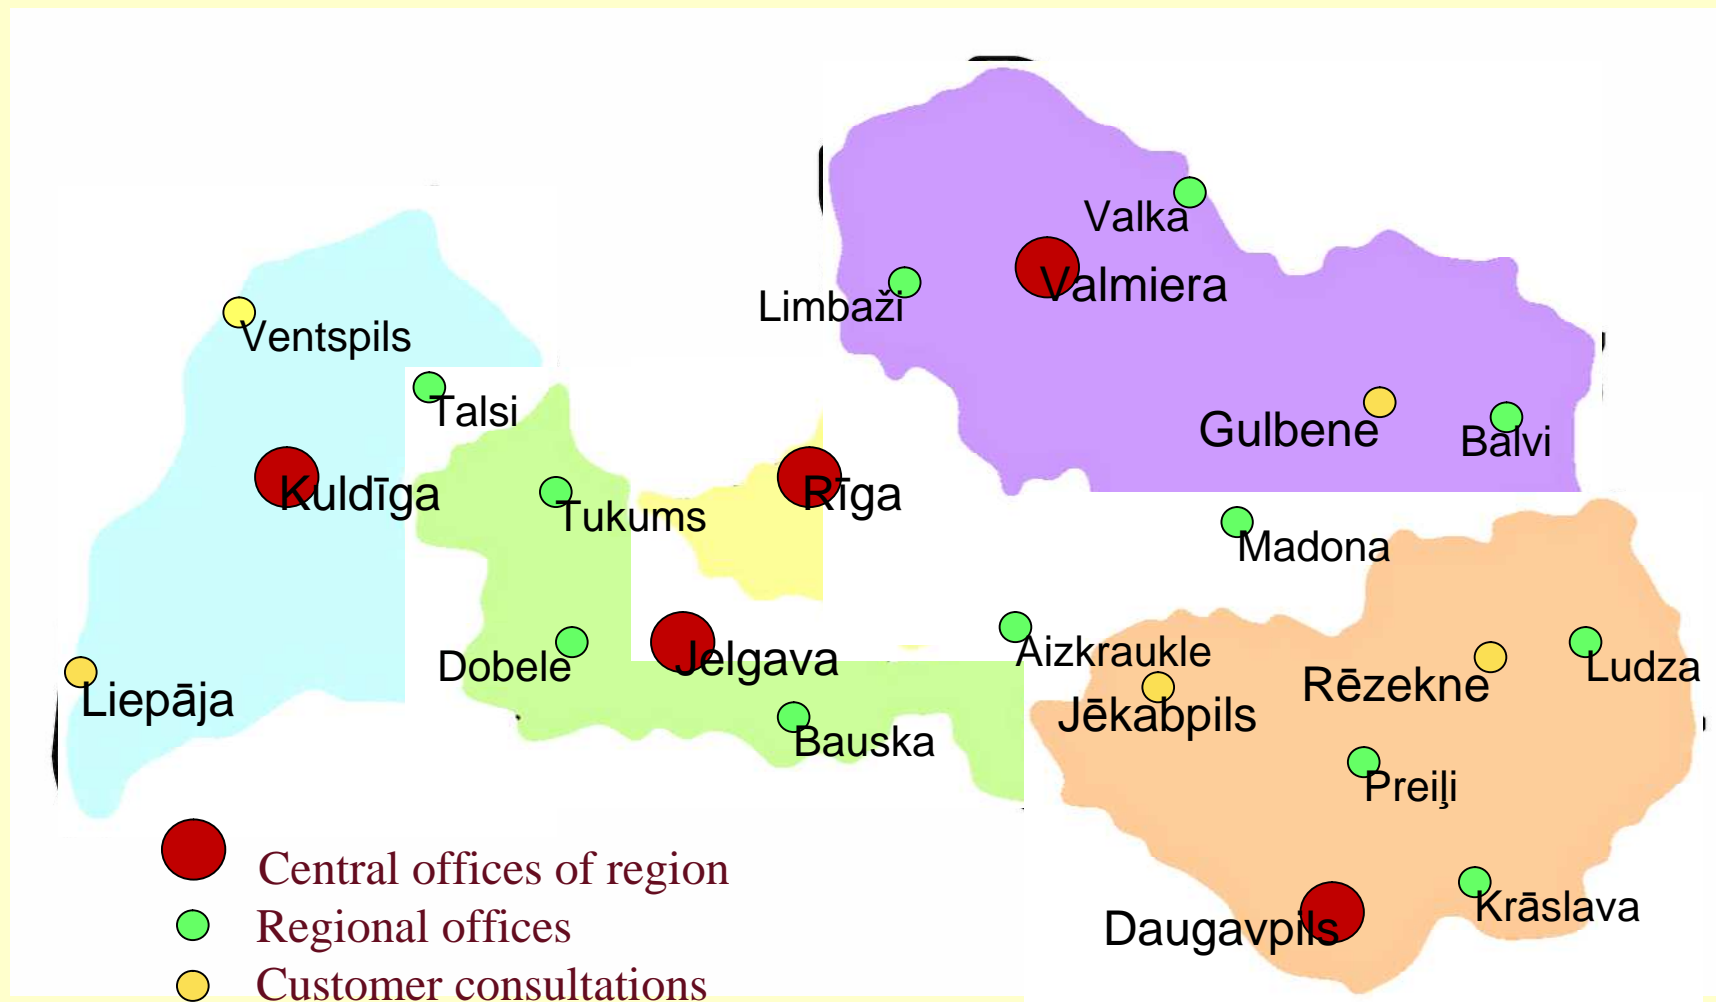 Valka
Valmiera
Limbaži
Ventspils
Talsi
Gulbene
Balvi
Kuldīga
Tukums
Rīga
Madona
Dobele
Jelgava
Aizkraukle
Rēzekne
Ludza
Liepāja
Jēkabpils
Bauska
Preiļi
Krāslava
Daugavpils
Central offices of region
Regional offices
Customer consultations